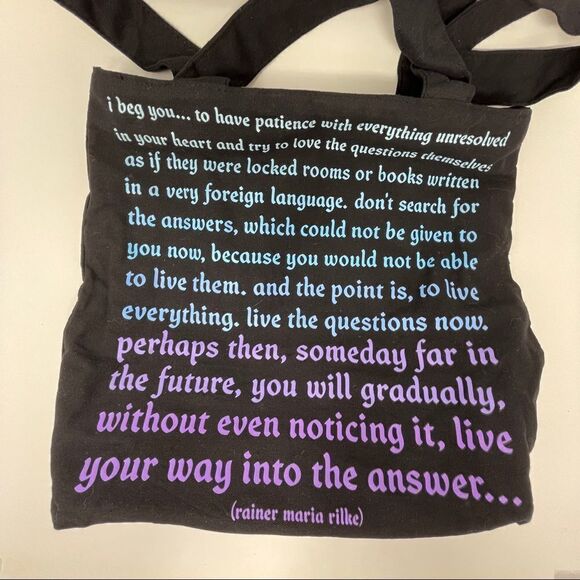 i beg you... to have patience with everything unresolved
in your heart and try to love the questions themselves
as if they were locked rooms or books written
in a very foreign language. don't search for
the answers, which could not be given to
you now, because you would not be able
to live them. and the point is, to live
everything. live the questions now.
perhaps then, someday far in
the future, you will gradually,
without even noticing it, live
your way into the answer...
(rainer maria rilke)